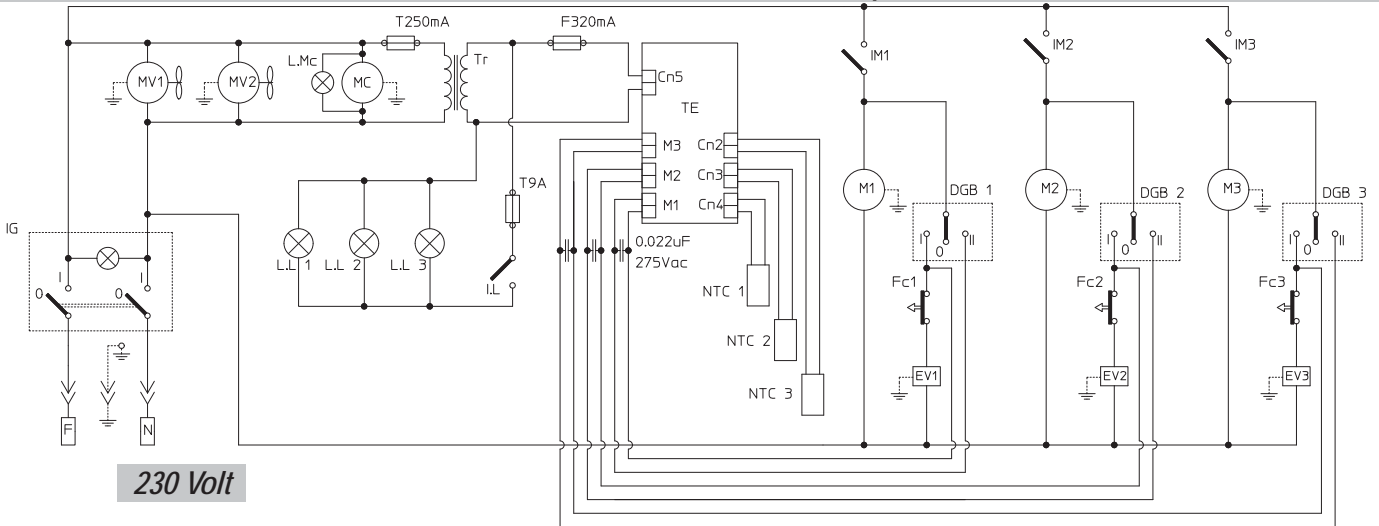 T250mA
F320mA
IM1
IM2
IM3
L.Mc
Tr
MV1
MV2
MC
Cn5
TE
M3
Cn2
M2
Cn3
M1
Cn4
T9A
M1
DGB 1
M2
DGB 2
M3
DGB 3
IG
I
I
0
0
L.L 1
L.L 2
L.L 3
I.L
0.022uF
275Vac
I
0
II
I
0
II
I
0
II
NTC 1
Fc1
Fc2
Fc3
NTC 2
EV1
EV2
EV3
NTC 3
F
N
230 Volt